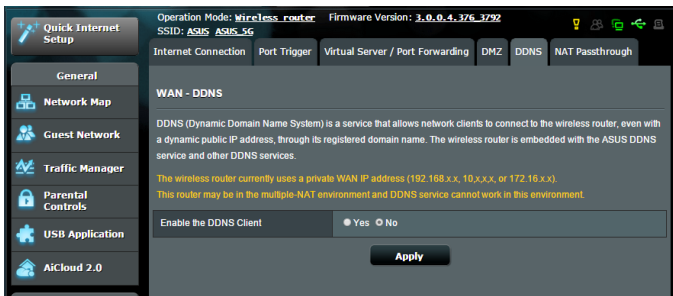 Quick Internet
Setup
Operation Mode: Wireless router Firmware Version: 3.0.0.4.376_3792
SSID: ASUS ASUS_5G
Internet Connection Port Trigger Virtual Server / Port Forwarding DMZ DDNS NAT Passthrough
General
Network Map
Guest Network
Traffic Manager
Parental
Controls
USB Application
AiCloud 2.0
WAN - DDNS
DDNS (Dynamic Domain Name System) is a service that allows network clients to connect to the wireless router, even with
a dynamic public IP address, through its registered domain name. The wireless router is embedded with the ASUS DDNS
service and other DDNS services.
The wireless router currently uses a private WAN IP address (192.168.x.x, 10,x,x,x, or 172.16.x.x).
This router may be in the multiple-NAT environment and DDNS service cannot work in this environment.
Enable the DDNS Client Yes No
Apply